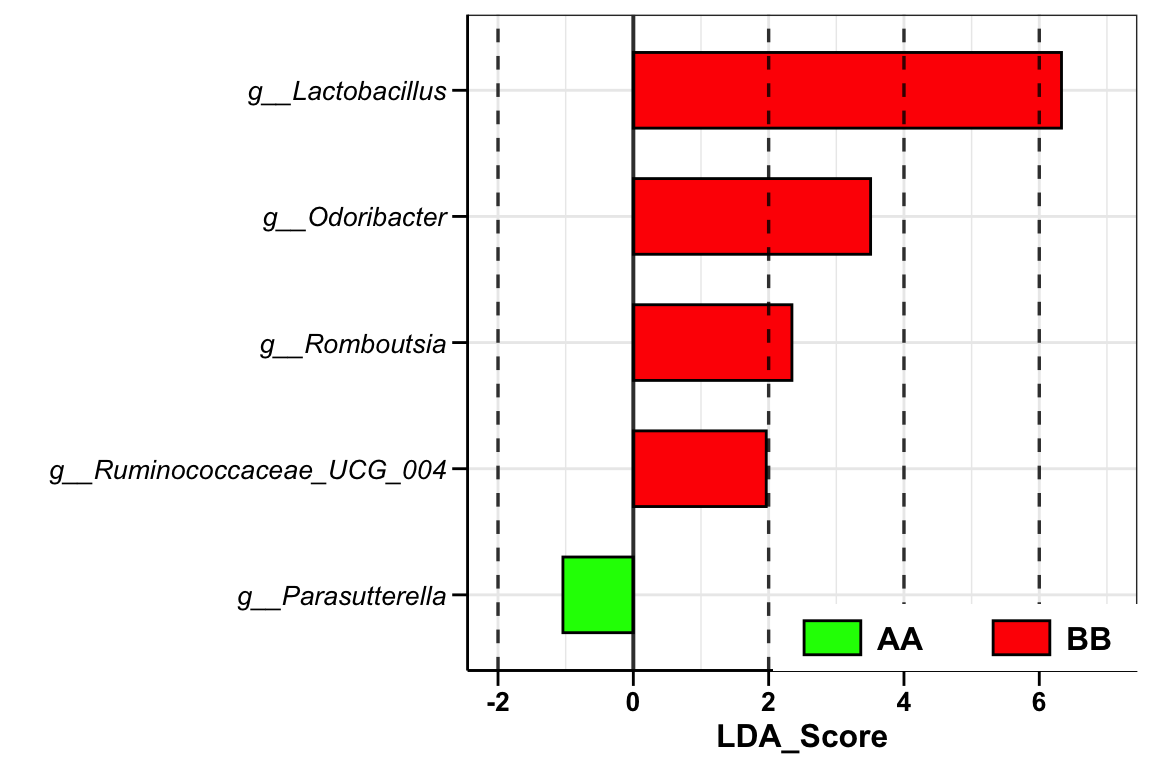 g__Lactobacillus
g__Odoribacter
g__Romboutsia
g__Ruminococcaceae_UCG_004
g__Parasutterella
AA BB
-2 0 2 4 6
LDA_Score